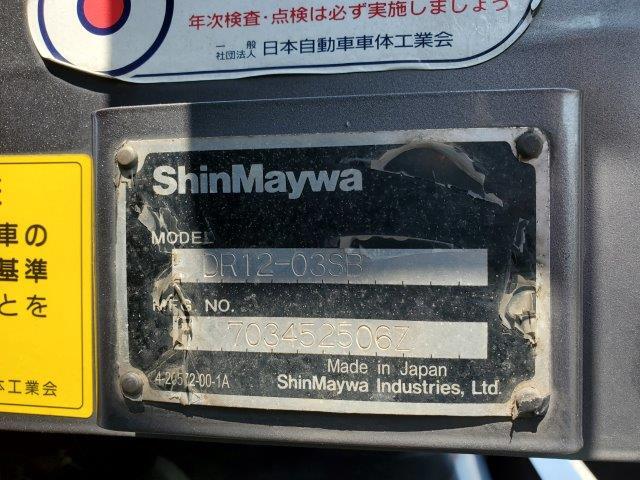 年次検査・点検は必ず実施しましょう
一般社団法人 日本自動車車体工業会
ShinMaywa
MODEL
DR12-03SB
MFG NO.
703452506Z
4-20572-00-1A
Made in Japan
ShinMaywa Industries, Ltd.
車の
基準
とを
体工業会